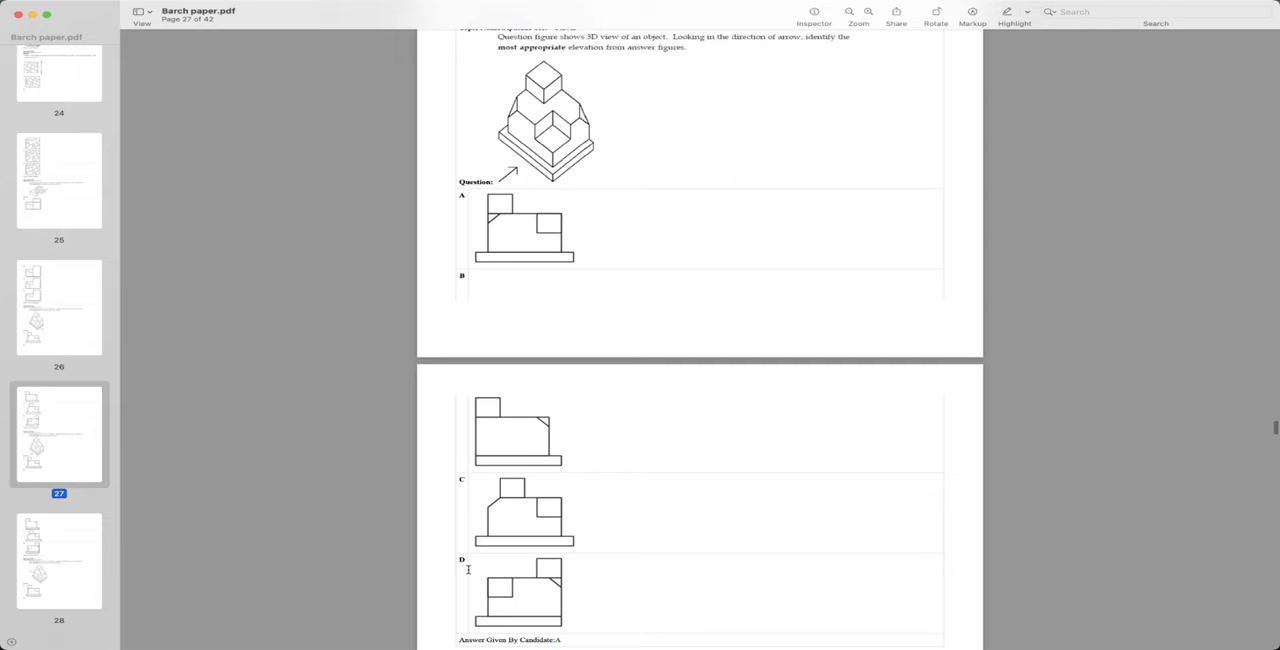 Barch paper.pdf
Page 27 of 42
View
Inspector
Zoom
Share
Rotate
Markup
Highlight
Search
Search
Barch paper.pdf
24
25
26
27
28
Question figure shows 3D view of an object. Looking in the direction of arrow, identify the
most appropriate elevation from answer figures.
Question:
A
B
C
D
Answer Given By Candidate:A